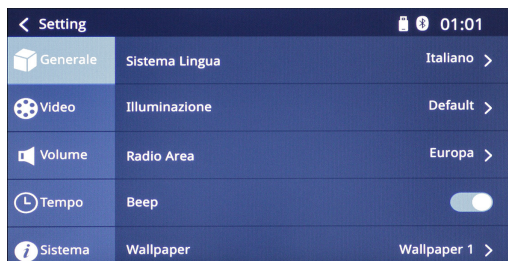 Setting 01:01
Generale Sistema Lingua Italiano
Video Illuminazione Default
Volume Radio Area Europa
Tempo Beep
Sistema Wallpaper Wallpaper 1